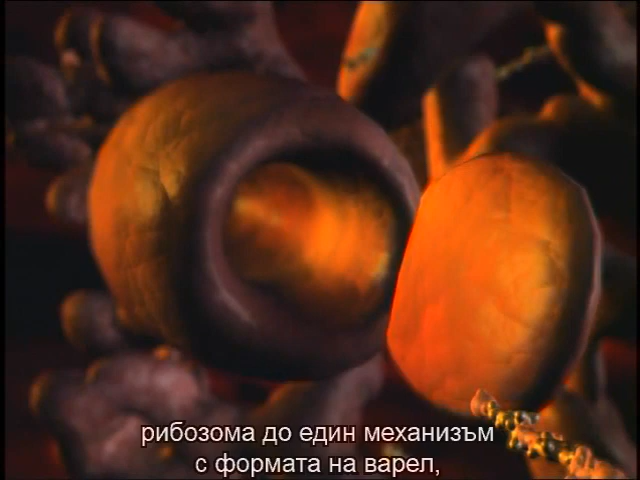 рибозома до един механизъм
с формата на варел,